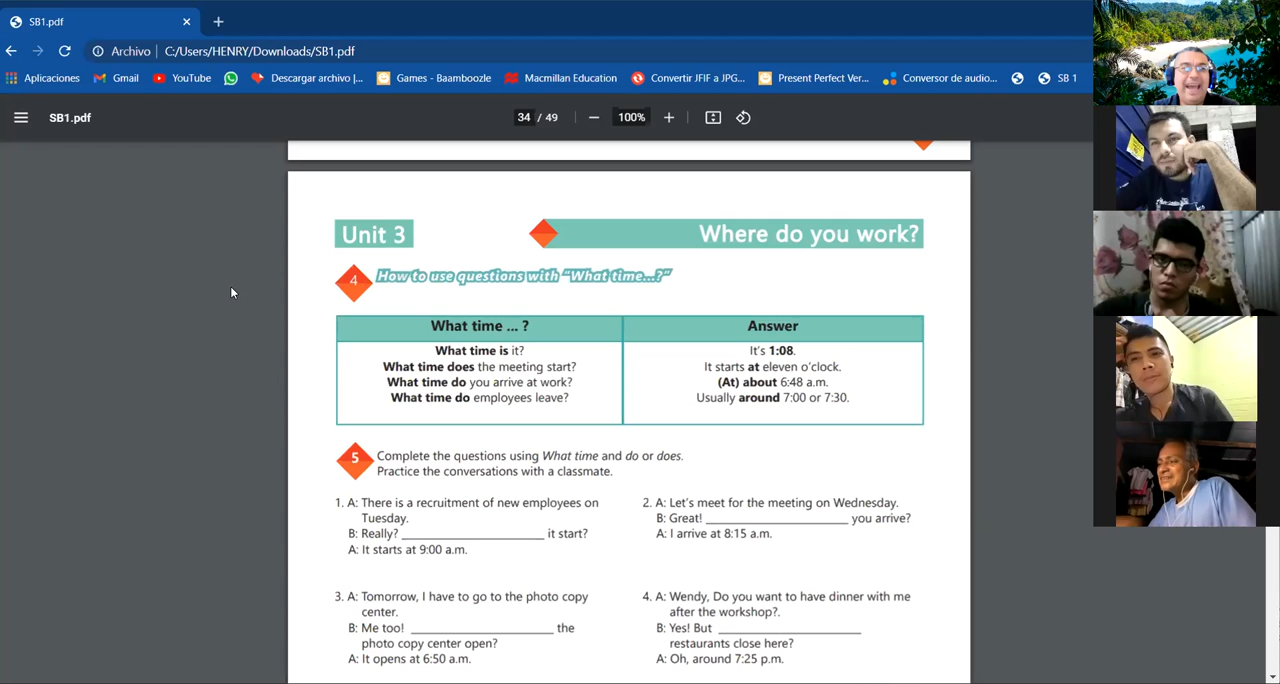 SB1.pdf
Archivo C:/Users/HENRY/Downloads/SB1.pdf
Aplicaciones Gmail YouTube Descargar archivo |... Games - Baamboozle Macmillan Education Convertir JFIF a JPG... Present Perfect Ver... Conversor de audio... SB 1
SB1.pdf 34 / 49 100%
Unit 3 Where do you work?
4 How to use questions with "What time...?"
What time ... ? Answer
What time is it? It's 1:08.
What time does the meeting start? It starts at eleven o'clock.
What time do you arrive at work? (At) about 6:48 a.m.
What time do employees leave? Usually around 7:00 or 7:30.
5 Complete the questions using What time and do or does.
Practice the conversations with a classmate.
1. A: There is a recruitment of new employees on
Tuesday.
B: Really? ____________________ it start?
A: It starts at 9:00 a.m.
2. A: Let's meet for the meeting on Wednesday.
B: Great! ____________________ you arrive?
A: I arrive at 8:15 a.m.
3. A: Tomorrow, I have to go to the photo copy
center.
B: Me too! ____________________ the
photo copy center open?
A: It opens at 6:50 a.m.
4. A: Wendy, Do you want to have dinner with me
after the workshop?.
B: Yes! But ____________________
restaurants close here?
A: Oh, around 7:25 p.m.